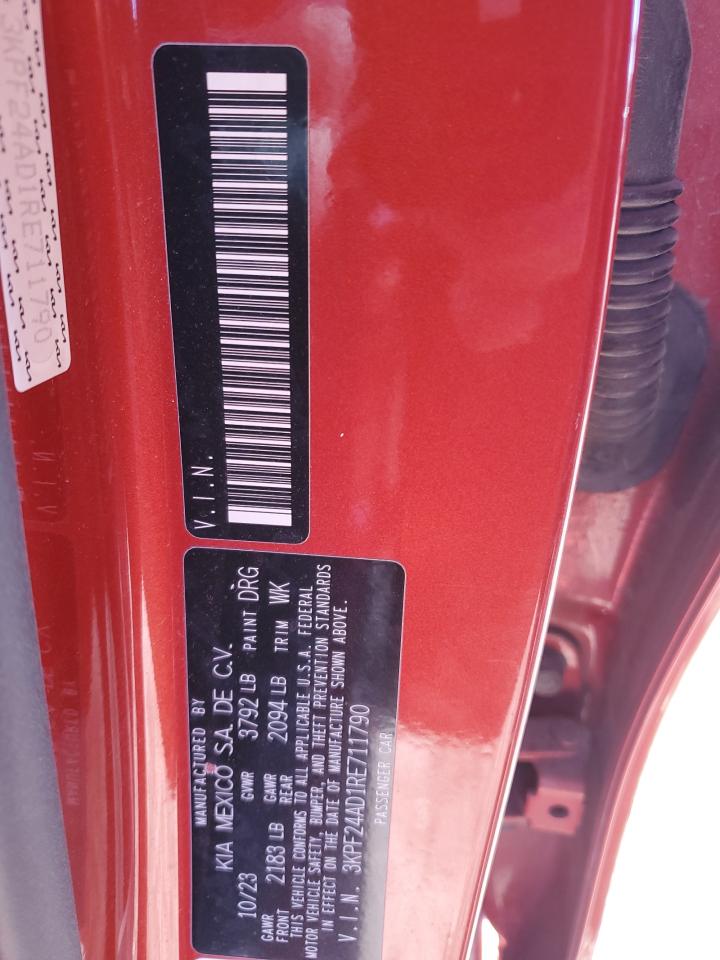 3KPF24AD1RE711790
V.I.N.
MANUFACTURED BY
KIA MEXICO S.A. DE C.V.
10/23 GVWR 3792 LB PAINT DRG
GAWR FRONT 2183 LB GAWR REAR 2094 LB TRIM WK
THIS VEHICLE CONFORMS TO ALL APPLICABLE U.S.A. FEDERAL
MOTOR VEHICLE SAFETY, BUMPER, AND THEFT PREVENTION STANDARDS
IN EFFECT ON THE DATE OF MANUFACTURE SHOWN ABOVE.
V.I.N. 3KPF24AD1RE711790
PASSENGER CAR